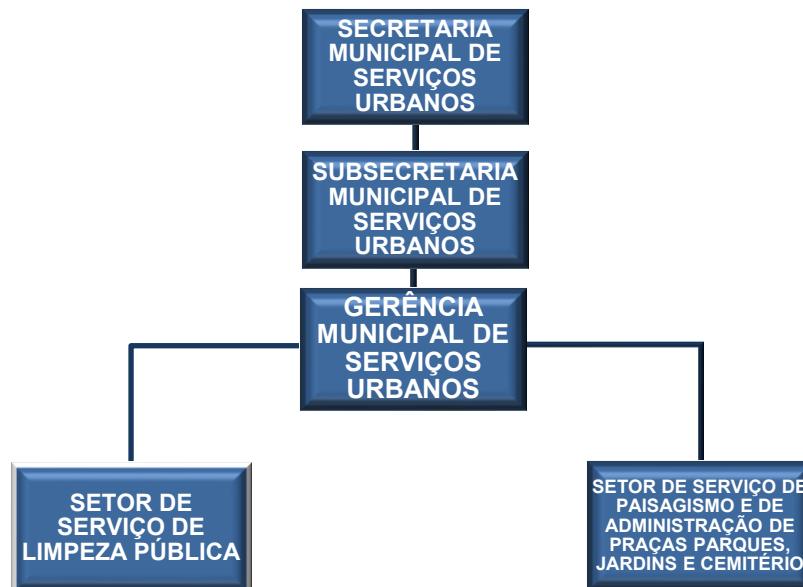 SECRETARIA
MUNICIPAL DE
SERVIÇOS
URBANOS
SUBSECRETARIA
MUNICIPAL DE
SERVIÇOS
URBANOS
GERÊNCIA
MUNICIPAL DE
SERVIÇOS
URBANOS
SETOR DE
SERVIÇO DE
LIMPEZA PÚBLICA
SETOR DE SERVIÇO DE
PAISAGISMO E DE
ADMINISTRAÇÃO DE
PRAÇAS PARQUES,
JARDINS E CEMITÉRIO